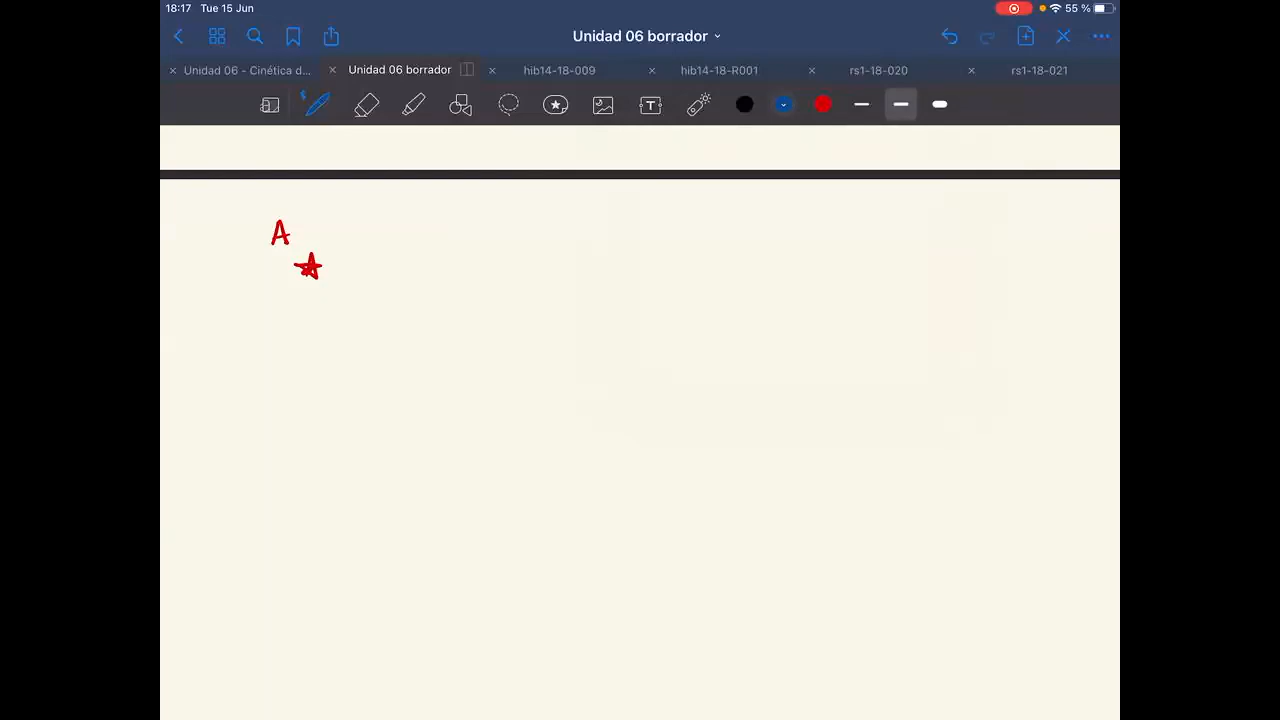 18:17 Tue 15 Jun 55 %
Unidad 06 borrador
Unidad 06 - Cinética d... Unidad 06 borrador hib14-18-009 hib14-18-R001 rs1-18-020 rs1-18-021
T
A